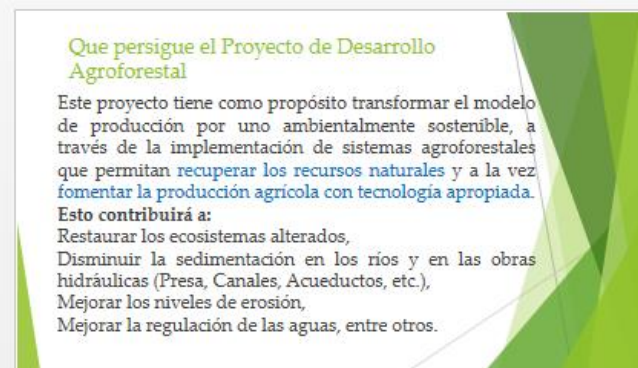 Que persigue el Proyecto de Desarrollo
Agroforestal
Este proyecto tiene como propósito transformar el modelo
de producción por uno ambientalmente sostenible, a
través de la implementación de sistemas agroforestales
que permitan recuperar los recursos naturales y a la vez
fomentar la producción agrícola con tecnología apropiada.
Esto contribuirá a:
Restaurar los ecosistemas alterados,
Disminuir la sedimentación en los ríos y en las obras
hidráulicas (Presa, Canales, Acueductos, etc.),
Mejorar los niveles de erosión,
Mejorar la regulación de las aguas, entre otros.